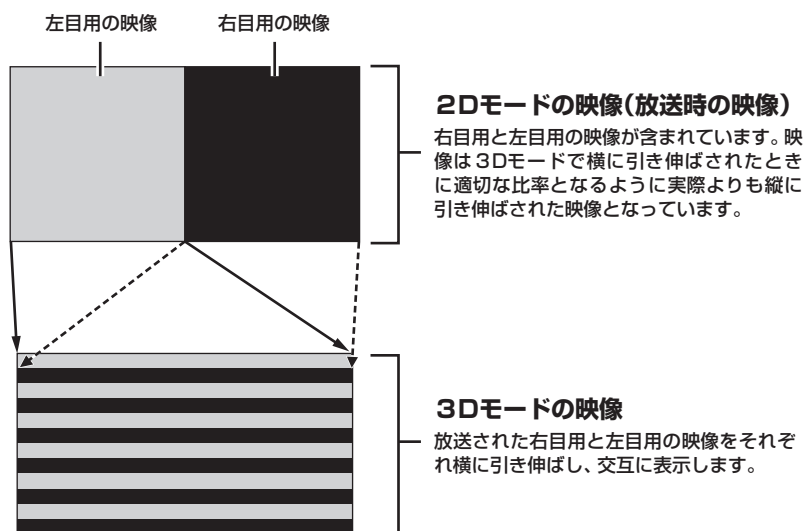 左目用の映像
右目用の映像
2Dモードの映像（放送時の映像）
右目用と左目用の映像が含まれています。映
像は3Dモードで横に引き伸ばされたとき
に適切な比率となるように実際よりも縦に
引き伸ばされた映像となっています。
3Dモードの映像
放送された右目用と左目用の映像をそれぞ
れ横に引き伸ばし、交互に表示します。